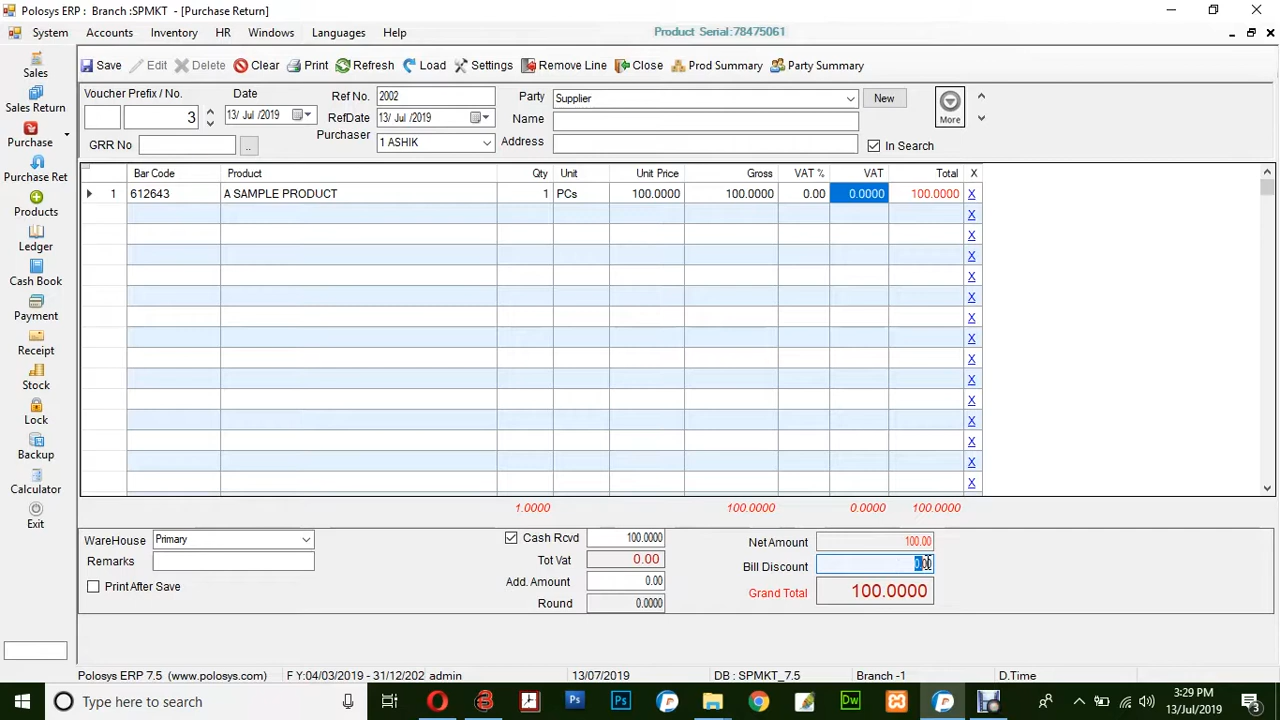 Polosys ERP : Branch :SPMKT - [Purchase Return]
System Accounts Inventory HR Windows Languages Help Product Serial:78475061
Save Edit Delete Clear Print Refresh Load Settings Remove Line Close Prod Summary Party Summary
Sales
Sales Return
Purchase
Purchase Ret
Products
Ledger
Cash Book
Payment
Receipt
Stock
Lock
Backup
Calculator
Exit
Voucher Prefix / No. Date Ref No. 2002 Party Supplier New
3 13/ Jul /2019 RefDate 13/ Jul /2019 Name More
GRR No .. Purchaser 1 ASHIK Address In Search
Bar Code Product Qty Unit Unit Price Gross VAT % VAT Total X
1 612643 A SAMPLE PRODUCT 1 PCs 100.0000 100.0000 0.00 0.0000 100.0000 X
X
X
X
X
X
X
X
X
X
X
X
X
X
X
1.0000 100.0000 0.0000 100.0000
WareHouse Primary Cash Rcvd 100.0000 Net Amount 100.00
Remarks Tot Vat 0.00 Bill Discount 0.00
Print After Save Add. Amount 0.00 Grand Total 100.0000
Round 0.0000
Polosys ERP 7.5 (www.polosys.com) F Y:04/03/2019 - 31/12/202 admin 13/07/2019 DB : SPMKT_7.5 Branch -1 D.Time
Type here to search
3:29 PM
13/Jul/2019
3